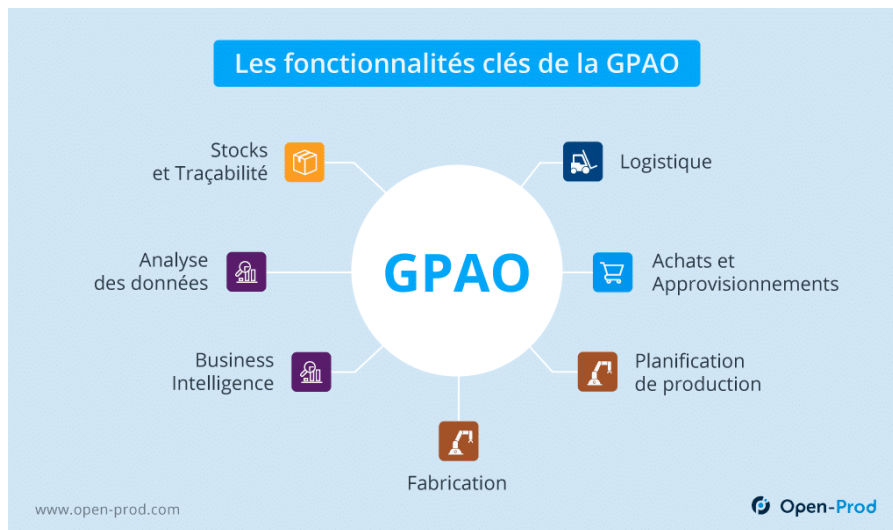 Les fonctionnalités clés de la GPAO
Stocks
et Traçabilité
Logistique
Analyse
des données
GPAO
Achats et
Approvisionnements
Business
Intelligence
Planification
de production
Fabrication
www.open-prod.com
Open-Prod